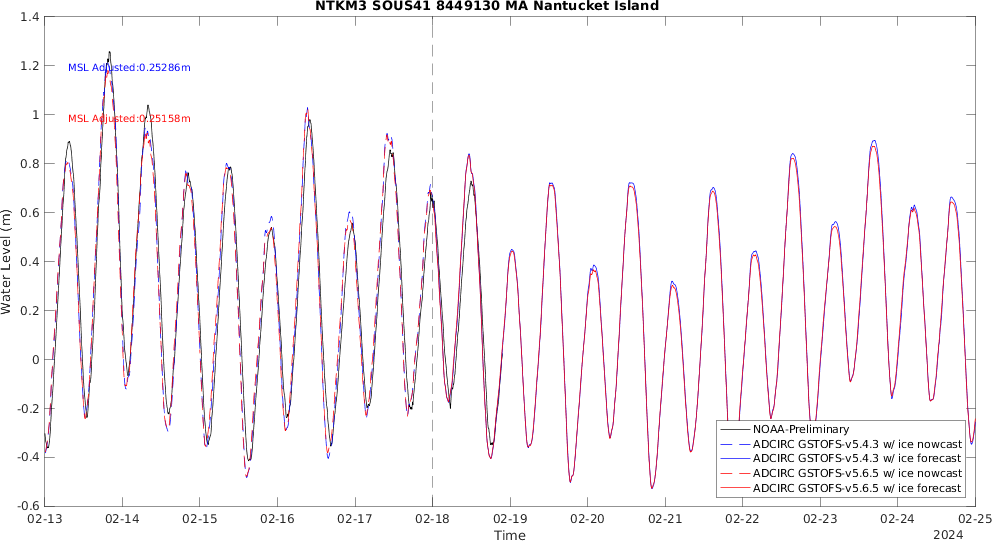 NTKM3 SOUS41 8449130 MA Nantucket Island
1.4
1.2
1
0.8
0.6
0.4
0.2
0
-0.2
-0.4
-0.6
Water Level (m)
MSL Adjusted:0.25286m
MSL Adjusted:0.25158m
NOAA-Preliminary
ADCIRC GSTOFS-v5.4.3 w/ ice nowcast
ADCIRC GSTOFS-v5.4.3 w/ ice forecast
ADCIRC GSTOFS-v5.6.5 w/ ice nowcast
ADCIRC GSTOFS-v5.6.5 w/ ice forecast
02-13 02-14 02-15 02-16 02-17 02-18 02-19 02-20 02-21 02-22 02-23 02-24 02-25
Time
2024